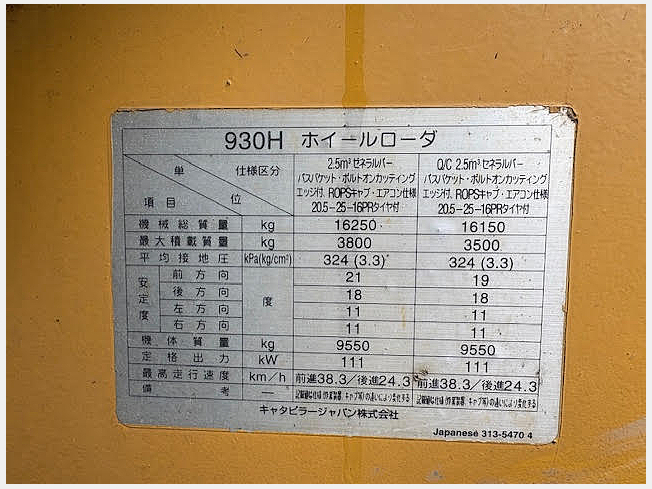 930H ホイールローダ
単 位 仕様区分
項目
2.5m³ ゼネラルパー
パスバケット・ボルトオンカッティング
エッジ付, ROPSキャブ・エアコン仕様
20.5-25-16PRタイヤ付
Q/C 2.5m³ ゼネラルパー
パスバケット・ボルトオンカッティング
エッジ付, ROPSキャブ・エアコン仕様
20.5-25-16PRタイヤ付
機械総質量 kg 16250 16150
最大積載質量 kg 3800 3500
平均接地圧 kPa(kg/cm²) 324 (3.3) 324 (3.3)
安定度 前方向 度 21 19
後方向 18 18
左方向 11 11
右方向 11 11
機体質量 kg 9550 9550
定格出力 kW 111 111
最高走行速度 km/h 前進38.3/後進24.3 前進38.3/後進24.3
備考 —
キャタピラージャパン株式会社
Japanese 313-5470 4